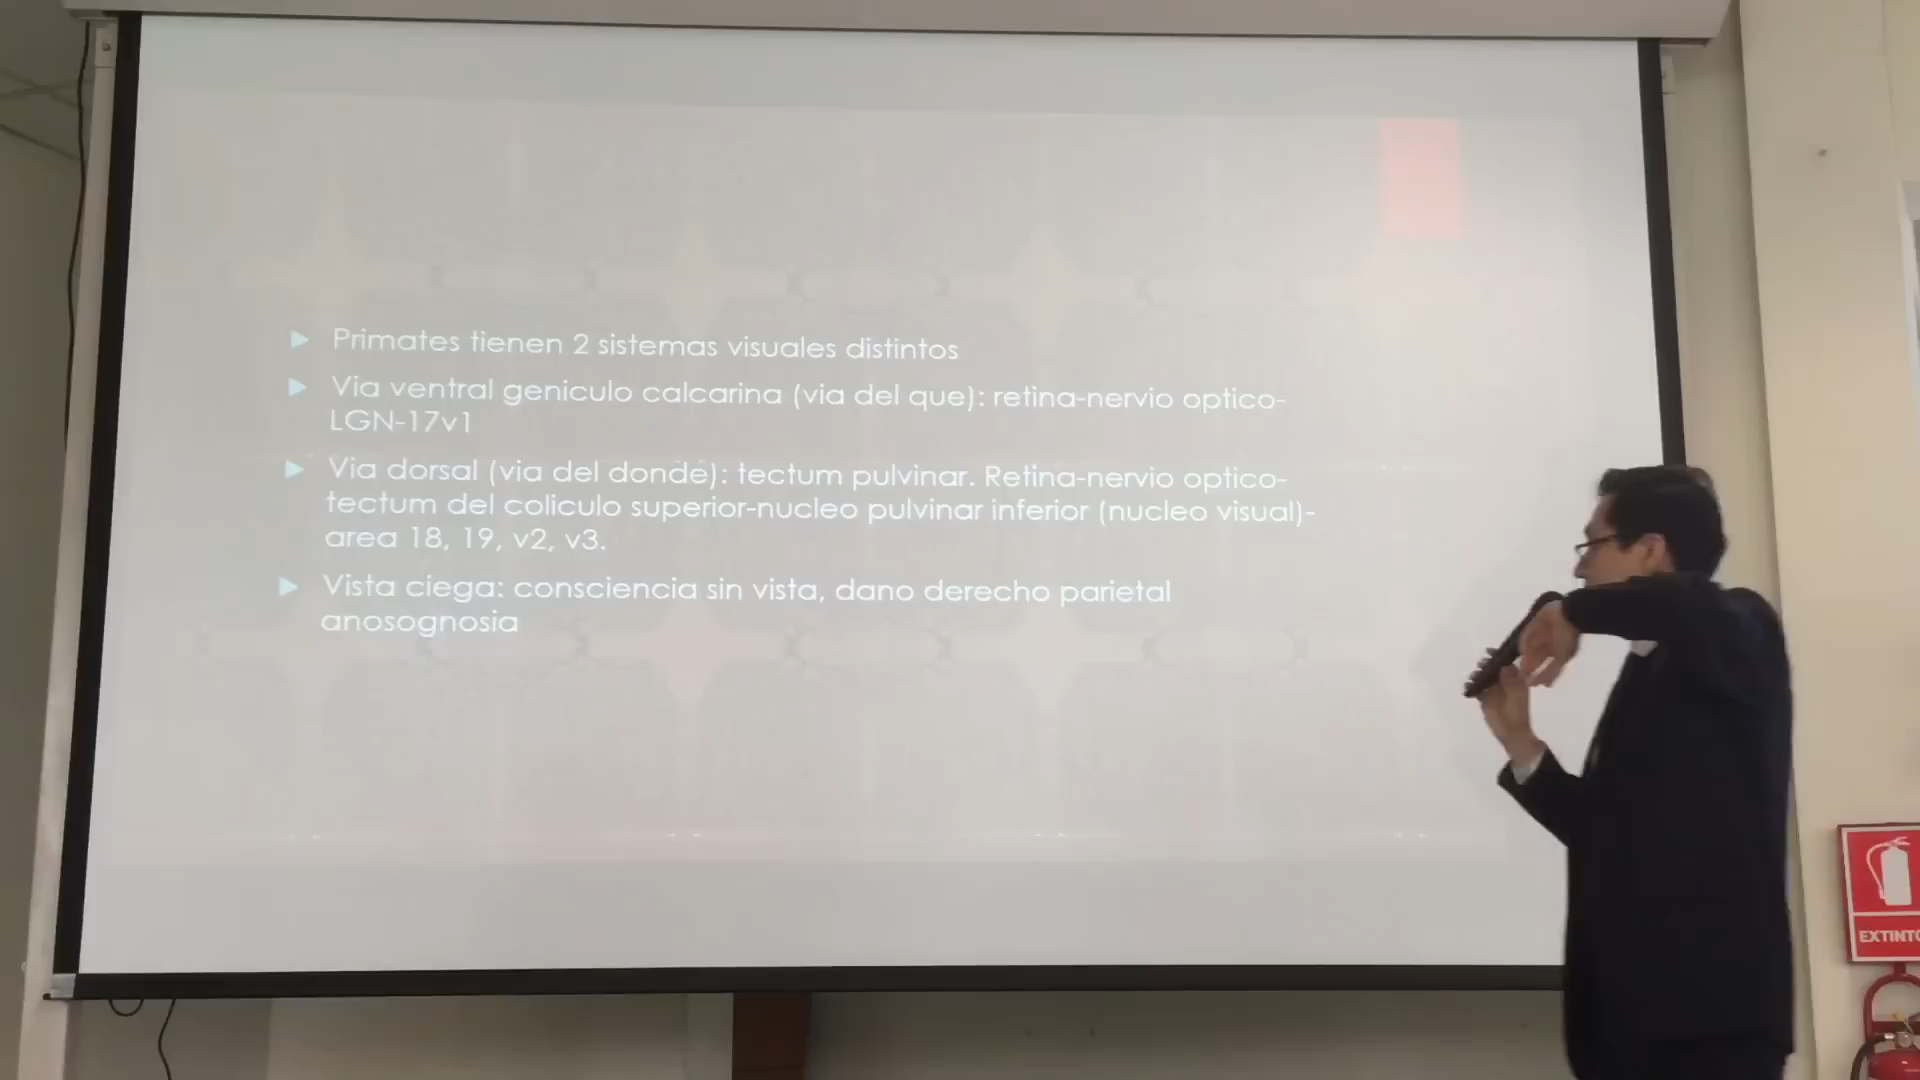 Primates tienen 2 sistemas visuales distintos
Via ventral geniculo calcarina (via del que): retina-nervio optico-
LGN-17v1
Via dorsal (via del donde): tectum pulvinar. Retina-nervio optico-
tectum del coliculo superior-nucleo pulvinar inferior (nucleo visual)-
area 18, 19, v2, v3.
Vista ciega: consciencia sin vista, dano derecho parietal
anosognosia
EXTINTO